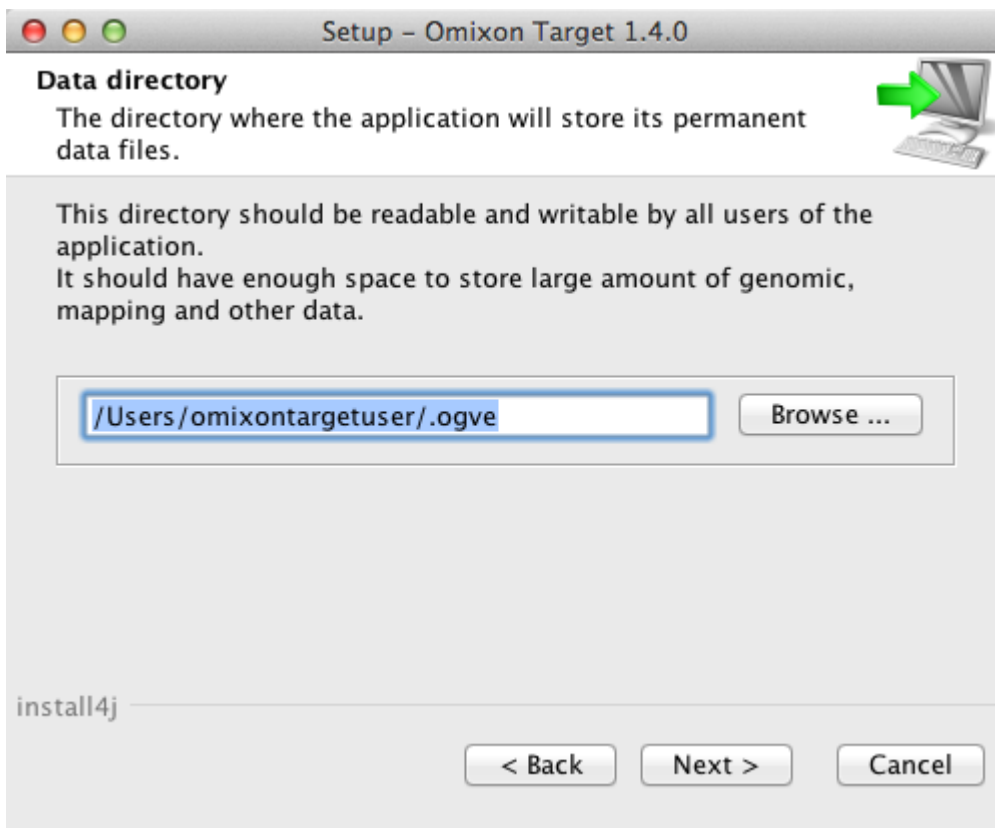 Setup – Omixon Target 1.4.0
Data directory
The directory where the application will store its permanent
data files.
This directory should be readable and writable by all users of the
application.
It should have enough space to store large amount of genomic,
mapping and other data.
/Users/omixontargetuser/.ogve
Browse ...
install4j
< Back
Next >
Cancel